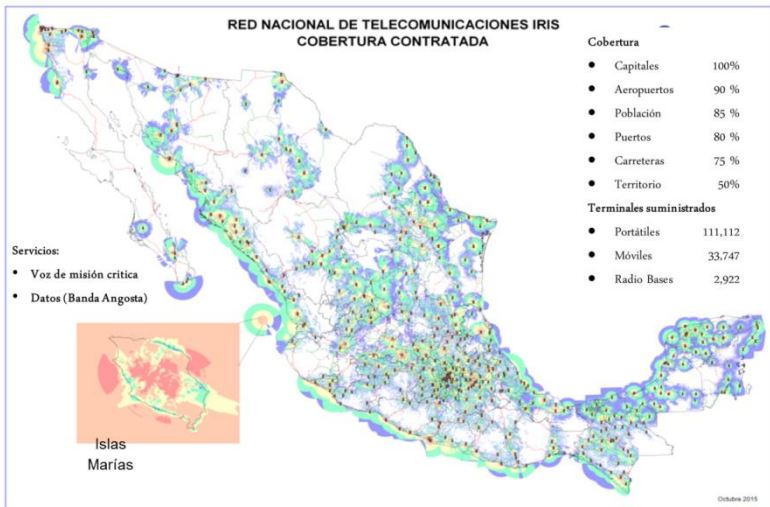 RED NACIONAL DE TELECOMUNICACIONES IRIS
COBERTURA CONTRATADA
Cobertura
● Capitales 100%
● Aeropuertos 90 %
● Población 85 %
● Puertos 80 %
● Carreteras 75 %
● Territorio 50%
Terminales suministrados
● Portátiles 111,112
● Móviles 33,747
● Radio Bases 2,922
Servicios:
• Voz de misión critica
• Datos (Banda Angosta)
Islas
Marías
Octubre 2015